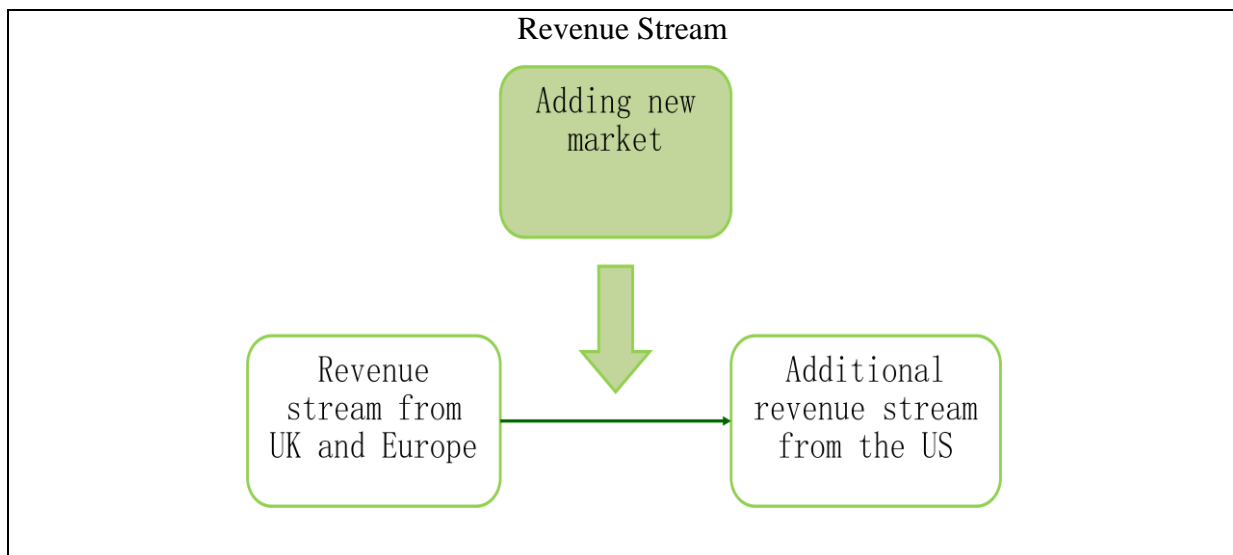 Revenue Stream
Adding new
market
Revenue
stream from
UK and Europe
Additional
revenue stream
from the US